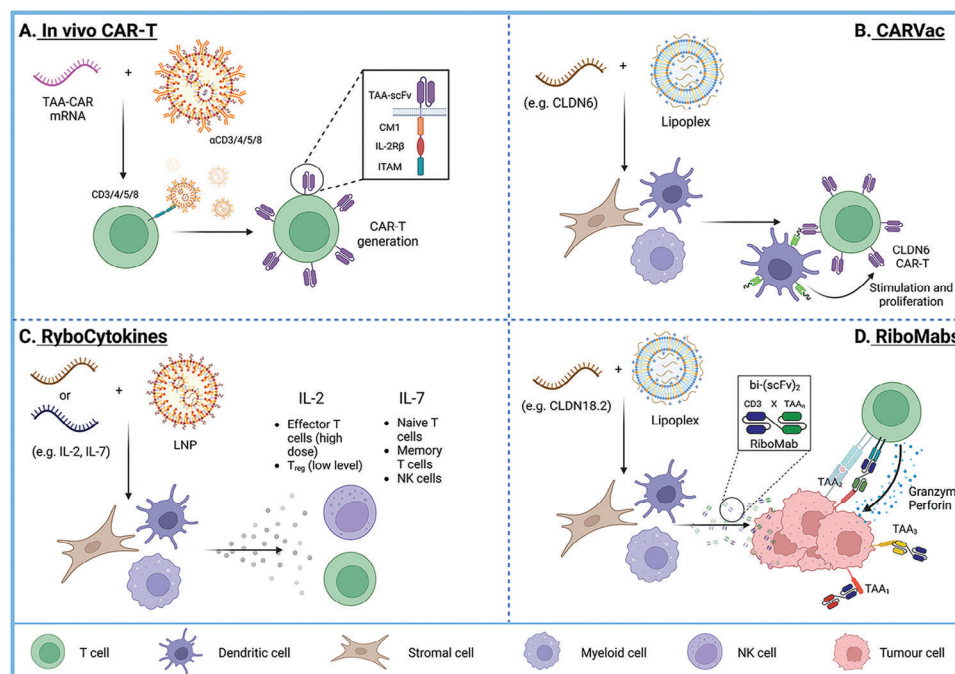 A. In vivo CAR-T
TAA-CAR
mRNA
+
αCD3/4/5/8
CD3/4/5/8
TAA-scFv
CM1
IL-2Rβ
ITAM
CAR-T
generation
B. CARVac
(e.g. CLDN6)
+
Lipoplex
CLDN6
CAR-T
Stimulation and
proliferation
C. RyboCytokines
or
(e.g. IL-2, IL-7)
+
LNP
IL-2
• Effector T
cells (high
dose)
• Treg (low level)
IL-7
• Naive T
cells
• Memory
T cells
• NK cells
D. RiboMabs
(e.g. CLDN18.2)
+
Lipoplex
bi-(scFv)2
CD3 X TAAn
RiboMab
TAA2
Granzym
Perforin
TAA3
TAA1
T cell
Dendritic cell
Stromal cell
Myeloid cell
NK cell
Tumour cell